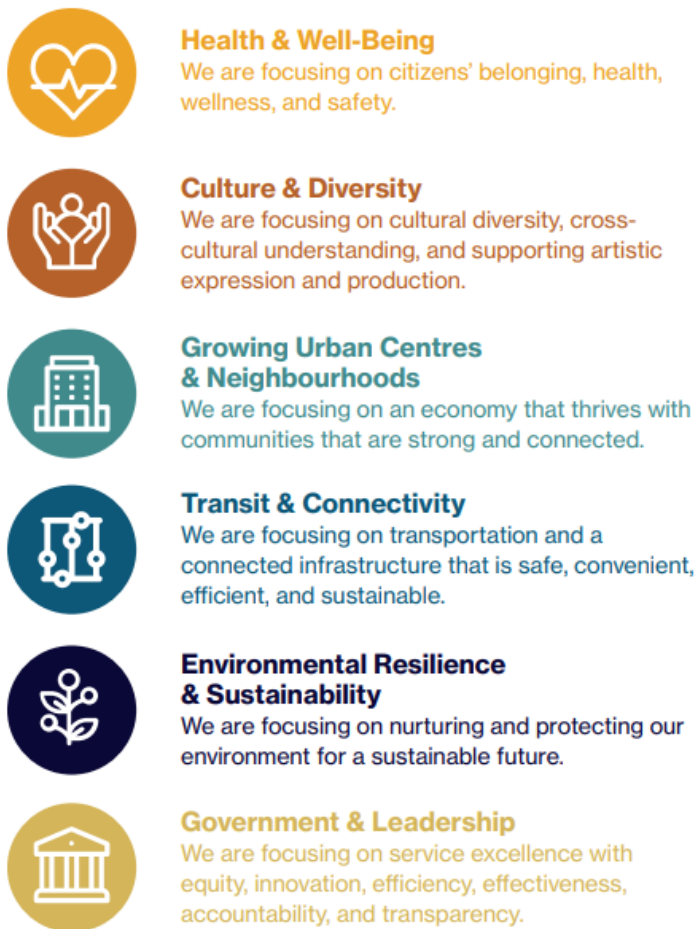 Health & Well-Being
We are focusing on citizens’ belonging, health,
wellness, and safety.
Culture & Diversity
We are focusing on cultural diversity, cross-
cultural understanding, and supporting artistic
expression and production.
Growing Urban Centres
& Neighbourhoods
We are focusing on an economy that thrives with
communities that are strong and connected.
Transit & Connectivity
We are focusing on transportation and a
connected infrastructure that is safe, convenient,
efficient, and sustainable.
Environmental Resilience
& Sustainability
We are focusing on nurturing and protecting our
environment for a sustainable future.
Government & Leadership
We are focusing on service excellence with
equity, innovation, efficiency, effectiveness,
accountability, and transparency.